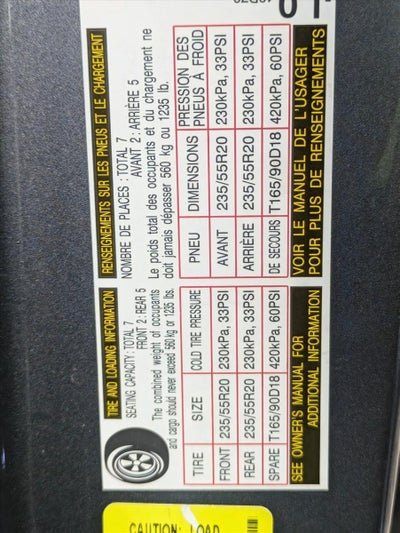 TIRE AND LOADING INFORMATION
SEATING CAPACITY: TOTAL 7
FRONT 2: REAR 5
The combined weight of occupants
and cargo should never exceed 560 kg or 1235 lbs.
TIRE SIZE COLD TIRE PRESSURE
FRONT 235/55R20 230kPa, 33PSI
REAR 235/55R20 230kPa, 33PSI
SPARE T165/90D18 420kPa, 60PSI
SEE OWNER'S MANUAL FOR
ADDITIONAL INFORMATION
RENSEIGNEMENTS SUR LES PNEUS ET LE CHARGEMENT
NOMBRE DE PLACES : TOTAL 7
AVANT 2: ARRIÈRE 5
Le poids total des occupants et du chargement ne
doit jamais dépasser 560 kg ou 1235 lb.
PNEU DIMENSIONS PRESSION DES
PNEUS À FROID
AVANT 235/55R20 230kPa, 33PSI
ARRIÈRE 235/55R20 230kPa, 33PSI
DE SECOURS T165/90D18 420kPa, 60PSI
VOIR LE MANUEL DE L'USAGER
POUR PLUS DE RENSEIGNEMENTS
CAUTION: LOAD